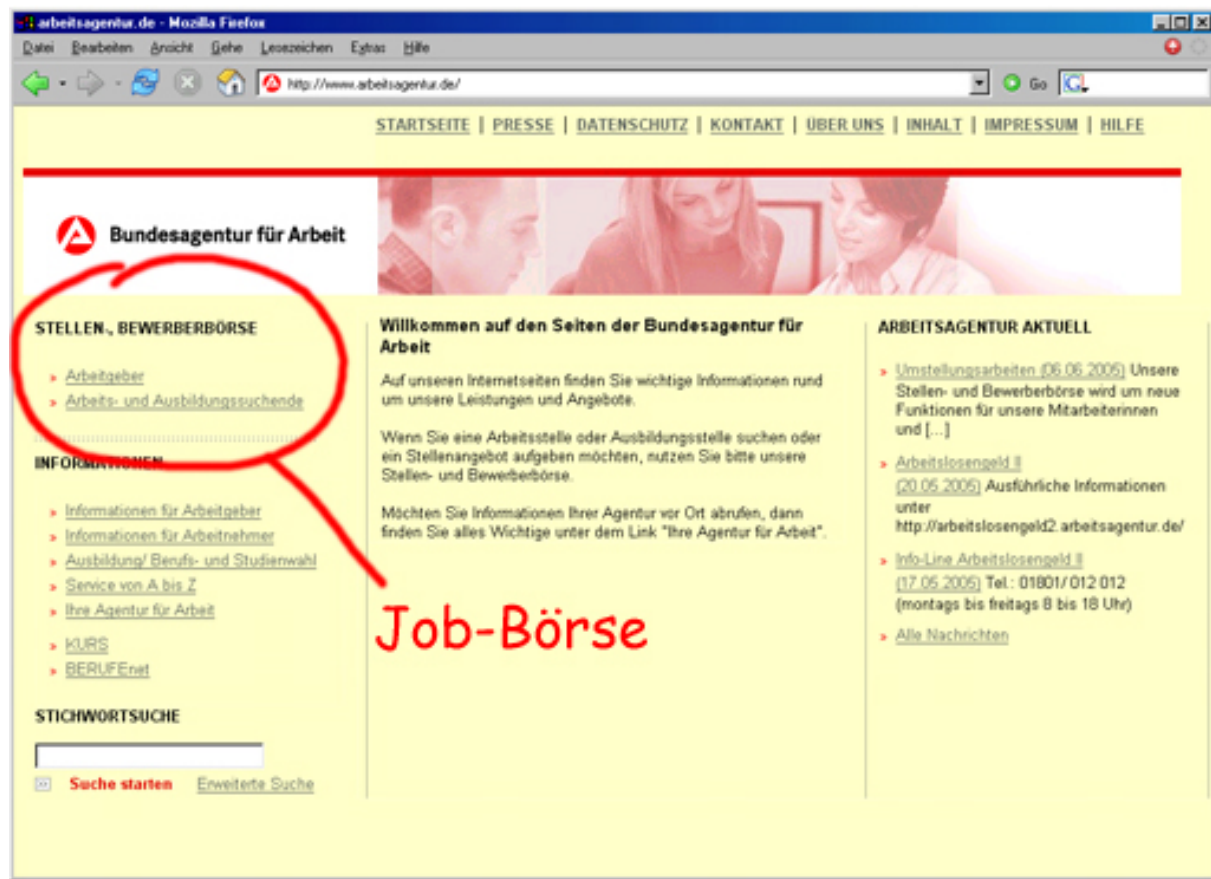 arbeitsagentur.de - Mozilla Firefox
Datei Bearbeiten Ansicht Gehe Lesezeichen Extras Hilfe
http://www.arbeitsagentur.de/ Go
STARTSEITE | PRESSE | DATENSCHUTZ | KONTAKT | ÜBER UNS | INHALT | IMPRESSUM | HILFE
Bundesagentur für Arbeit
STELLEN-, BEWERBERBÖRSE
» Arbeitgeber
» Arbeits- und Ausbildungssuchende
INFORMATIONEN
» Informationen für Arbeitgeber
» Informationen für Arbeitnehmer
» Ausbildung/ Berufs- und Studienwahl
» Service von A bis Z
» Ihre Agentur für Arbeit
» KURS
» BERUFEnet
STICHWORTSUCHE
Suche starten Erweiterte Suche
Willkommen auf den Seiten der Bundesagentur für
Arbeit
Auf unseren Internetseiten finden Sie wichtige Informationen rund
um unsere Leistungen und Angebote.
Wenn Sie eine Arbeitsstelle oder Ausbildungsstelle suchen oder
ein Stellenangebot aufgeben möchten, nutzen Sie bitte unsere
Stellen- und Bewerberbörse.
Möchten Sie Informationen Ihrer Agentur vor Ort abrufen, dann
finden Sie alles Wichtige unter dem Link "Ihre Agentur für Arbeit".
Job-Börse
ARBEITSAGENTUR AKTUELL
» Umstellungsarbeiten (06.06.2005) Unsere
Stellen- und Bewerberbörse wird um neue
Funktionen für unsere Mitarbeiterinnen
und [...]
» Arbeitslosengeld II
(20.05.2005) Ausführliche Informationen
unter
http://arbeitslosengeld2.arbeitsagentur.de/
» Info-Line Arbeitslosengeld II
(17.05.2005) Tel.: 01801/ 012 012
(montags bis freitags 8 bis 18 Uhr)
» Alle Nachrichten